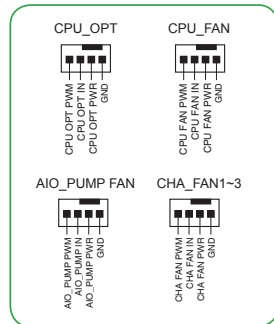 CPU_OPT
CPU OPT PWM
CPU OPT IN
CPU OPT PWR
GND
CPU_FAN
CPU FAN PWM
CPU FAN IN
CPU FAN PWR
GND
AIO_PUMP FAN
AIO_PUMP PWM
AIO_PUMP IN
AIO_PUMP PWR
GND
CHA_FAN1~3
CHA FAN PWM
CHA FAN IN
CHA FAN PWR
GND